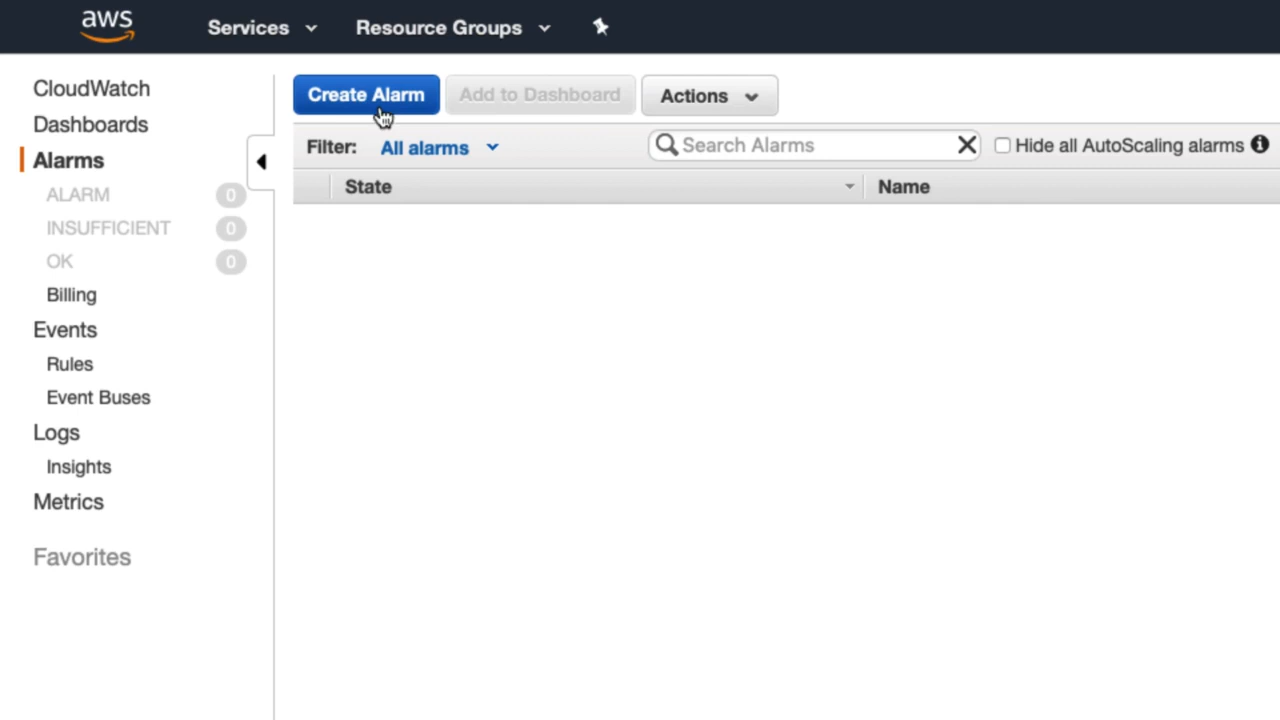 aws
Services
Resource Groups
CloudWatch
Dashboards
Alarms
ALARM 0
INSUFFICIENT 0
OK 0
Billing
Events
Rules
Event Buses
Logs
Insights
Metrics
Favorites
Create Alarm
Add to Dashboard
Actions
Filter: All alarms
Search Alarms
Hide all AutoScaling alarms
State
Name